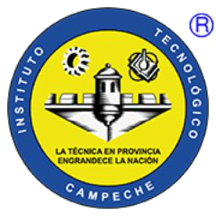 ®
INSTITUTO TECNOLÓGICO
LA TÉCNICA EN PROVINCIA
ENGRANDECE LA NACIÓN
CAMPECHE